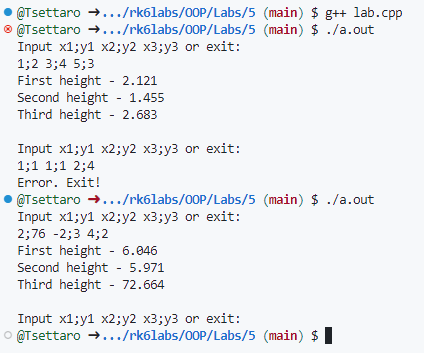 @Tsettaro →.../rk6labs/OOP/Labs/5 (main) $ g++ lab.cpp
@Tsettaro →.../rk6labs/OOP/Labs/5 (main) $ ./a.out
Input x1;y1 x2;y2 x3;y3 or exit:
1;2 3;4 5;3
First height - 2.121
Second height - 1.455
Third height - 2.683
Input x1;y1 x2;y2 x3;y3 or exit:
1;1 1;1 2;4
Error. Exit!
@Tsettaro →.../rk6labs/OOP/Labs/5 (main) $ ./a.out
Input x1;y1 x2;y2 x3;y3 or exit:
2;76 -2;3 4;2
First height - 6.046
Second height - 5.971
Third height - 72.664
Input x1;y1 x2;y2 x3;y3 or exit:
@Tsettaro →.../rk6labs/OOP/Labs/5 (main) $